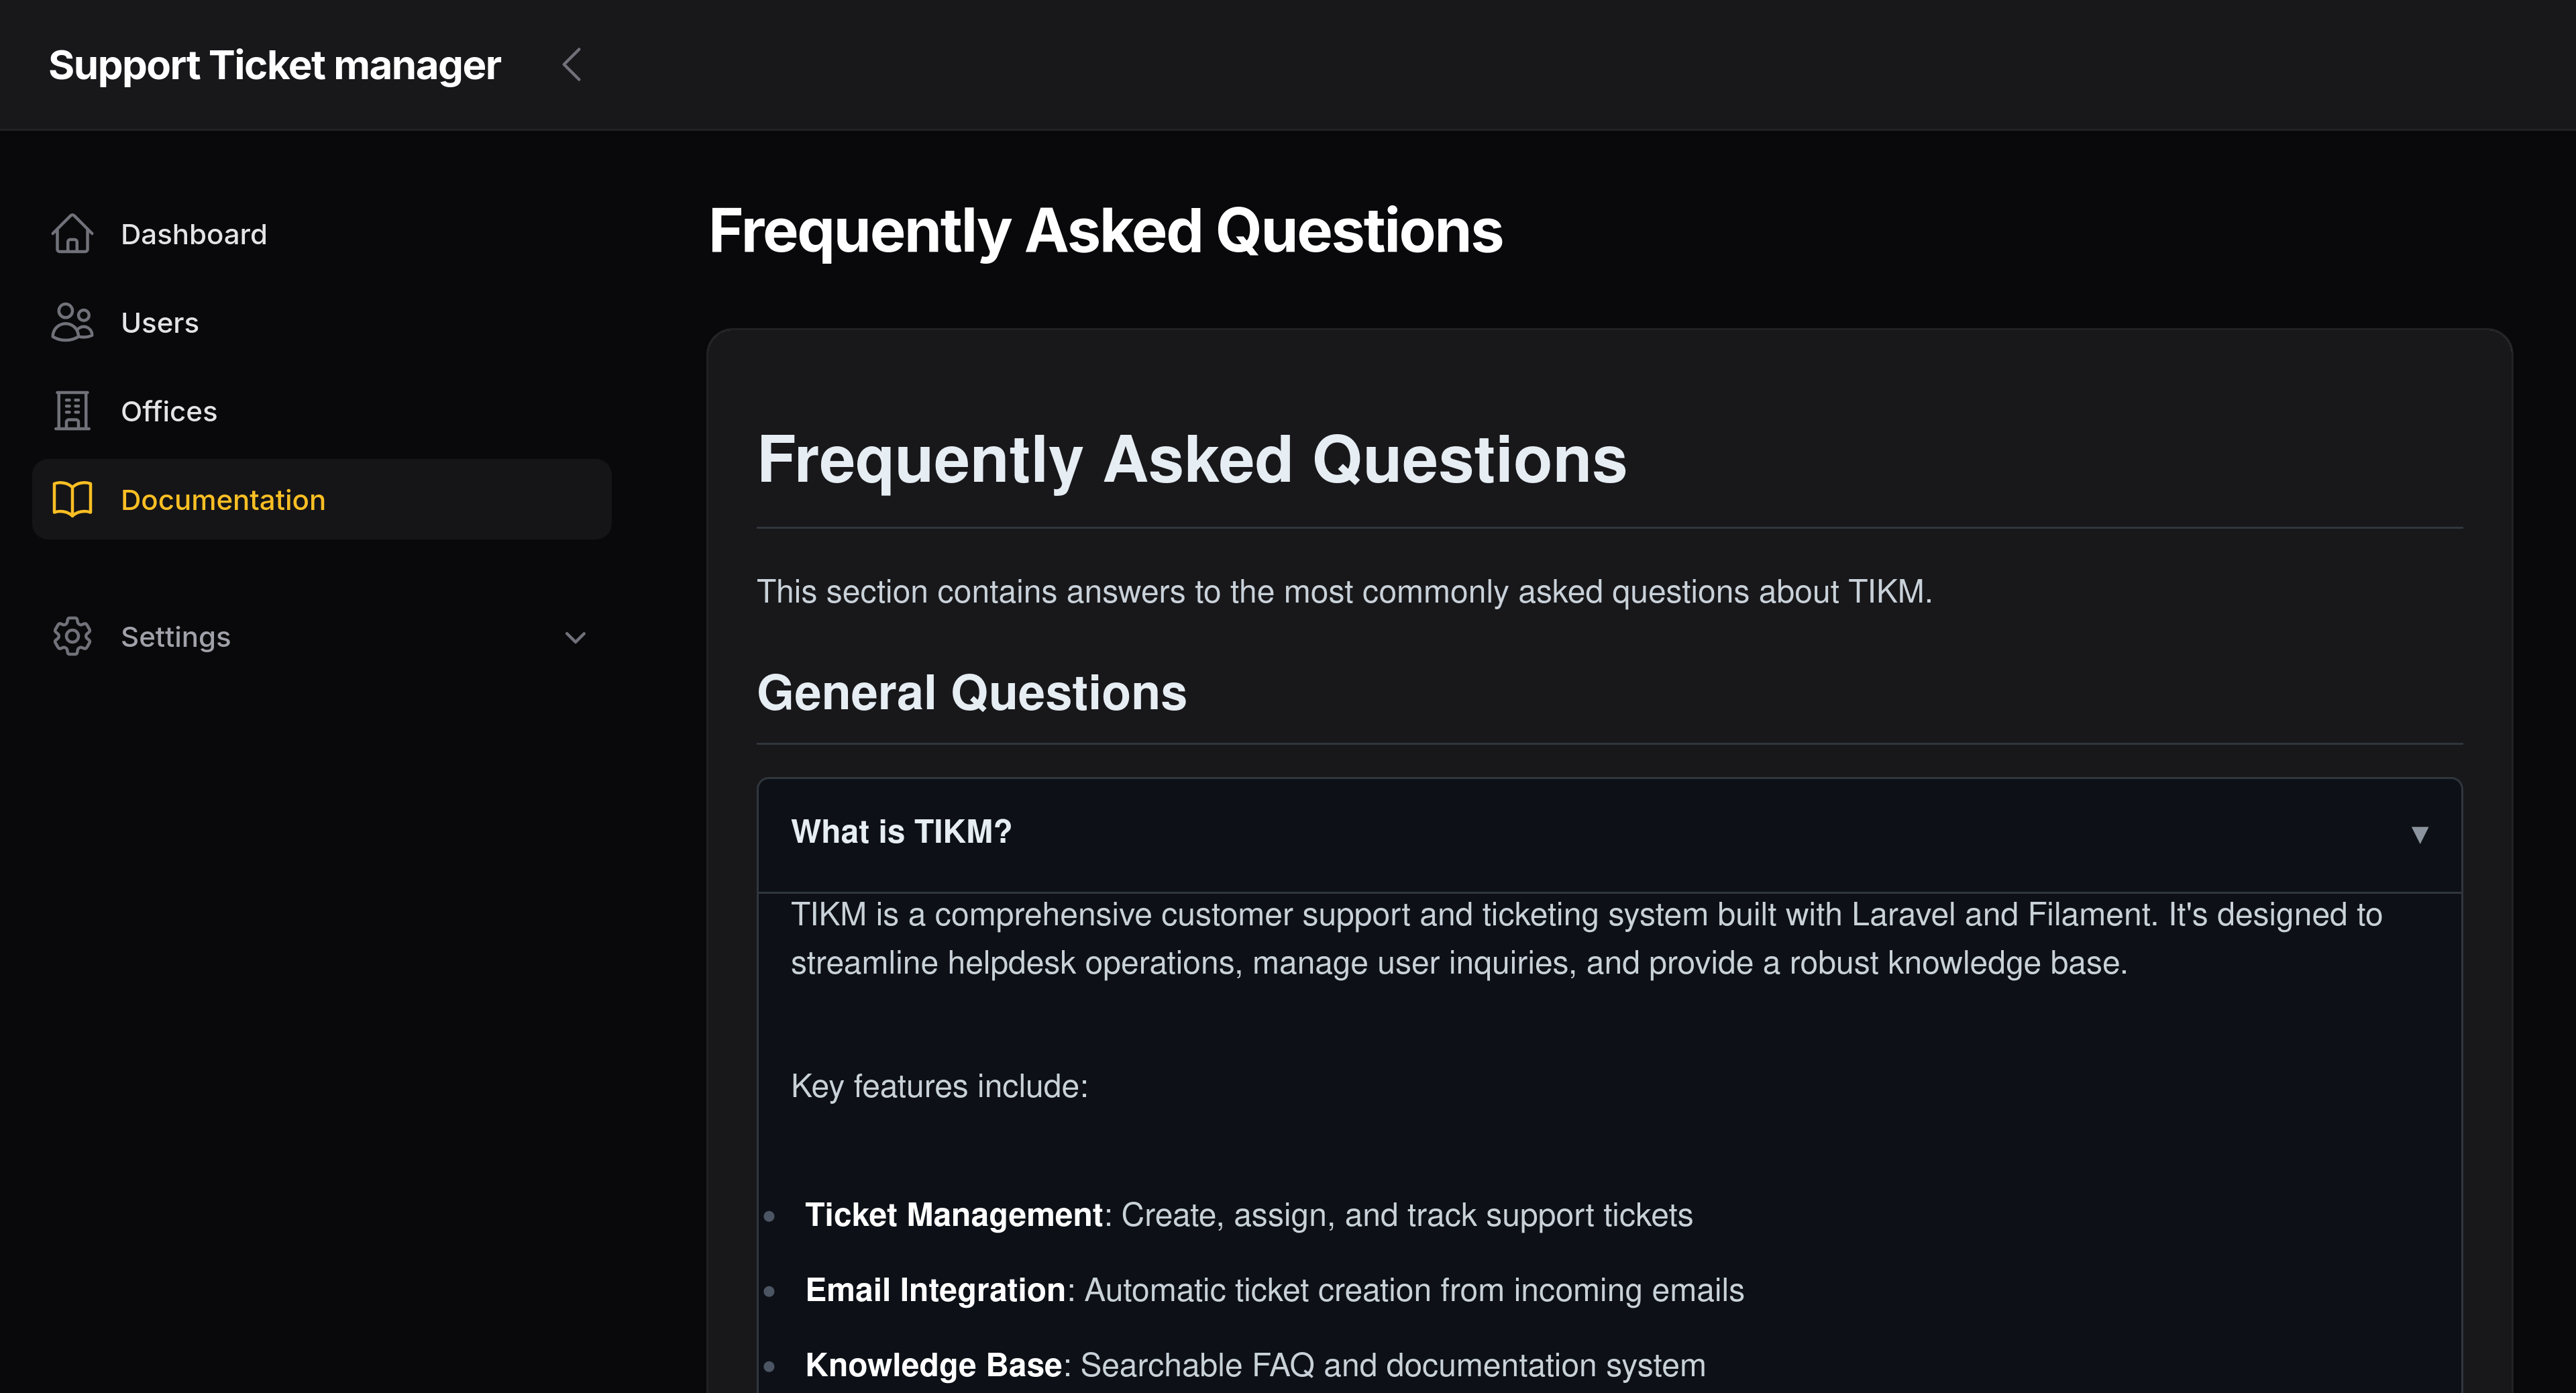 Support Ticket manager
Dashboard
Users
Offices
Documentation
Settings
Frequently Asked Questions
Frequently Asked Questions
This section contains answers to the most commonly asked questions about TIKM.
General Questions
What is TIKM?
TIKM is a comprehensive customer support and ticketing system built with Laravel and Filament. It's designed to
streamline helpdesk operations, manage user inquiries, and provide a robust knowledge base.
Key features include:
Ticket Management: Create, assign, and track support tickets
Email Integration: Automatic ticket creation from incoming emails
Knowledge Base: Searchable FAQ and documentation system